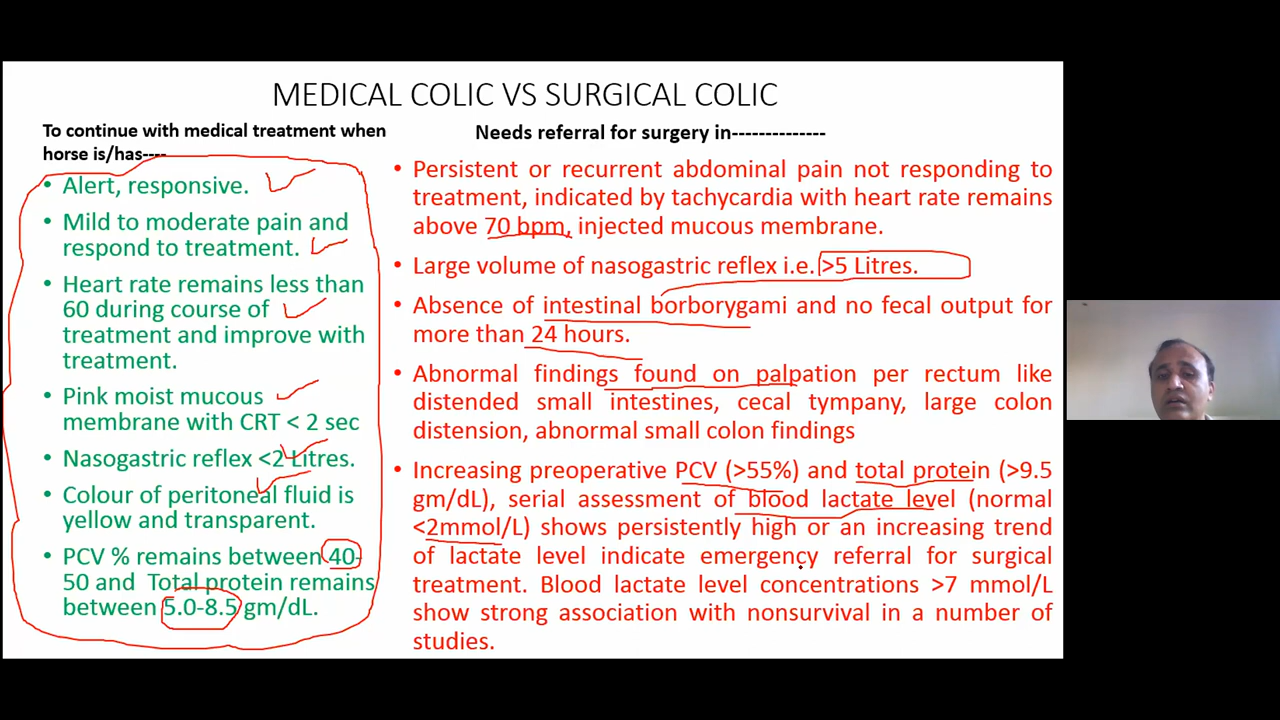 MEDICAL COLIC VS SURGICAL COLIC
To continue with medical treatment when
horse is/has----
• Alert, responsive.
• Mild to moderate pain and
respond to treatment.
• Heart rate remains less than
60 during course of
treatment and improve with
treatment.
• Pink moist mucous
membrane with CRT < 2 sec
• Nasogastric reflex <2 Litres.
• Colour of peritoneal fluid is
yellow and transparent.
• PCV % remains between 40-
50 and Total protein remains
between 5.0-8.5 gm/dL.
Needs referral for surgery in--------------
• Persistent or recurrent abdominal pain not responding to
treatment, indicated by tachycardia with heart rate remains
above 70 bpm, injected mucous membrane.
• Large volume of nasogastric reflex i.e. >5 Litres.
• Absence of intestinal borborygami and no fecal output for
more than 24 hours.
• Abnormal findings found on palpation per rectum like
distended small intestines, cecal tympany, large colon
distension, abnormal small colon findings
• Increasing preoperative PCV (>55%) and total protein (>9.5
gm/dL), serial assessment of blood lactate level (normal
<2mmol/L) shows persistently high or an increasing trend
of lactate level indicate emergency referral for surgical
treatment. Blood lactate level concentrations >7 mmol/L
show strong association with nonsurvival in a number of
studies.